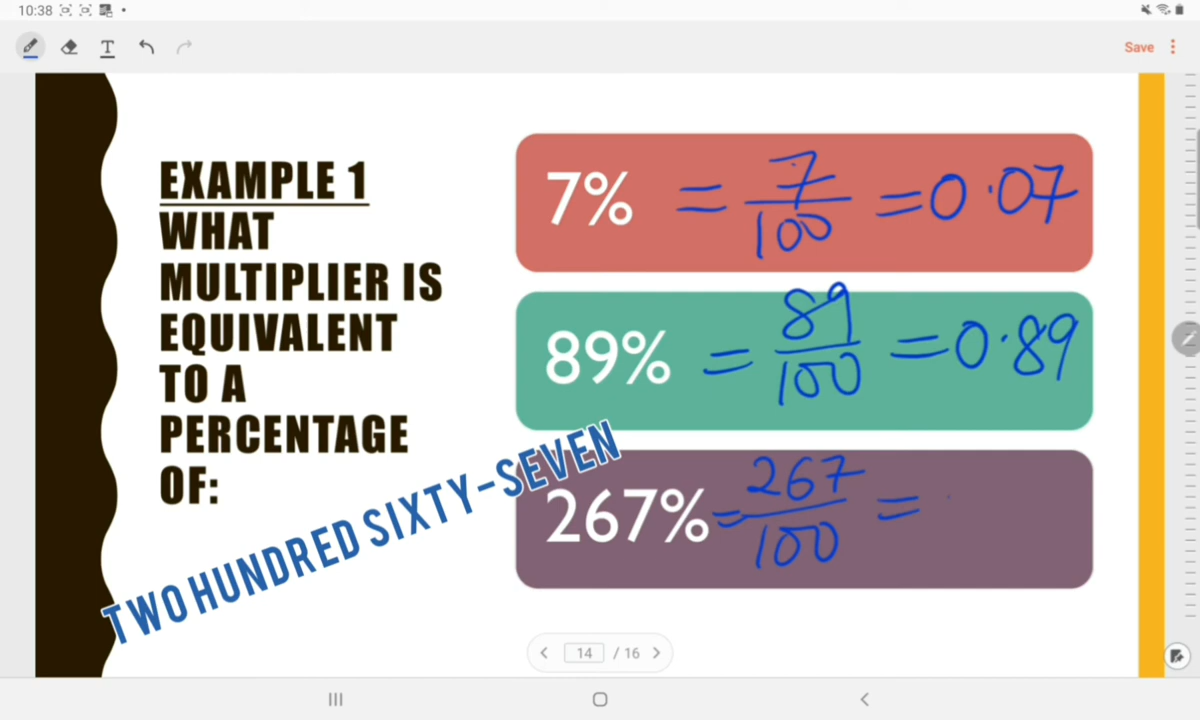 10:38
T
Save
EXAMPLE 1
WHAT
MULTIPLIER IS
EQUIVALENT
TO A
PERCENTAGE
OF:
7% = 7/100 = 0.07
89% = 89/100 = 0.89
267% = 267/100 =
TWO HUNDRED SIXTY-SEVEN
14 / 16